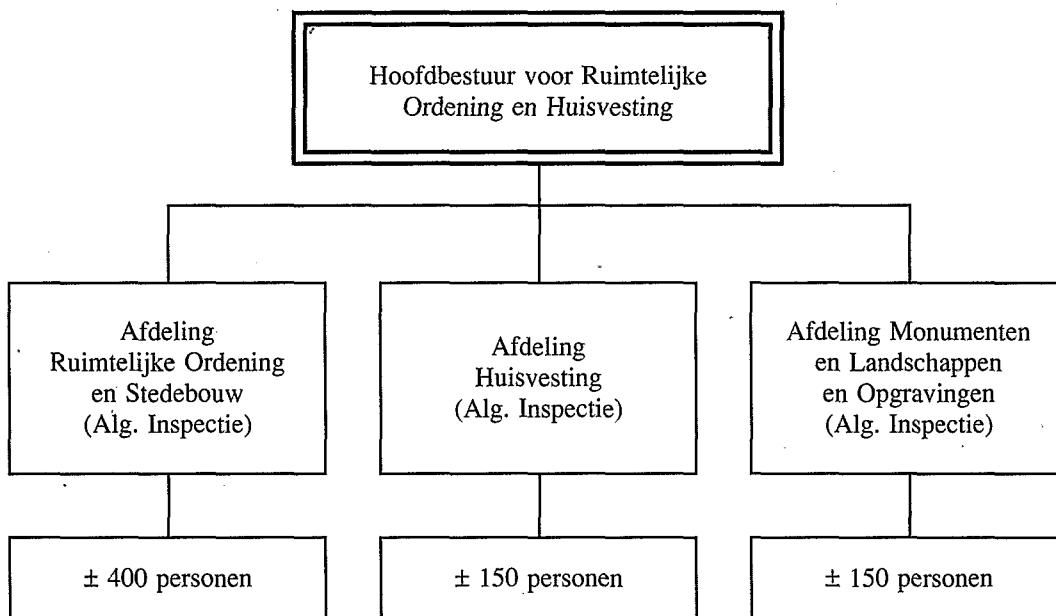 Hoofdbestuur voor Ruimtelijke
Ordening en Huisvesting
Afdeling
Ruimtelijke Ordening
en Stedebouw
(Alg. Inspectie)
Afdeling
Huisvesting
(Alg. Inspectie)
Afdeling Monumenten
en Landschappen
en Opgravingen
(Alg. Inspectie)
± 400 personen
± 150 personen
± 150 personen